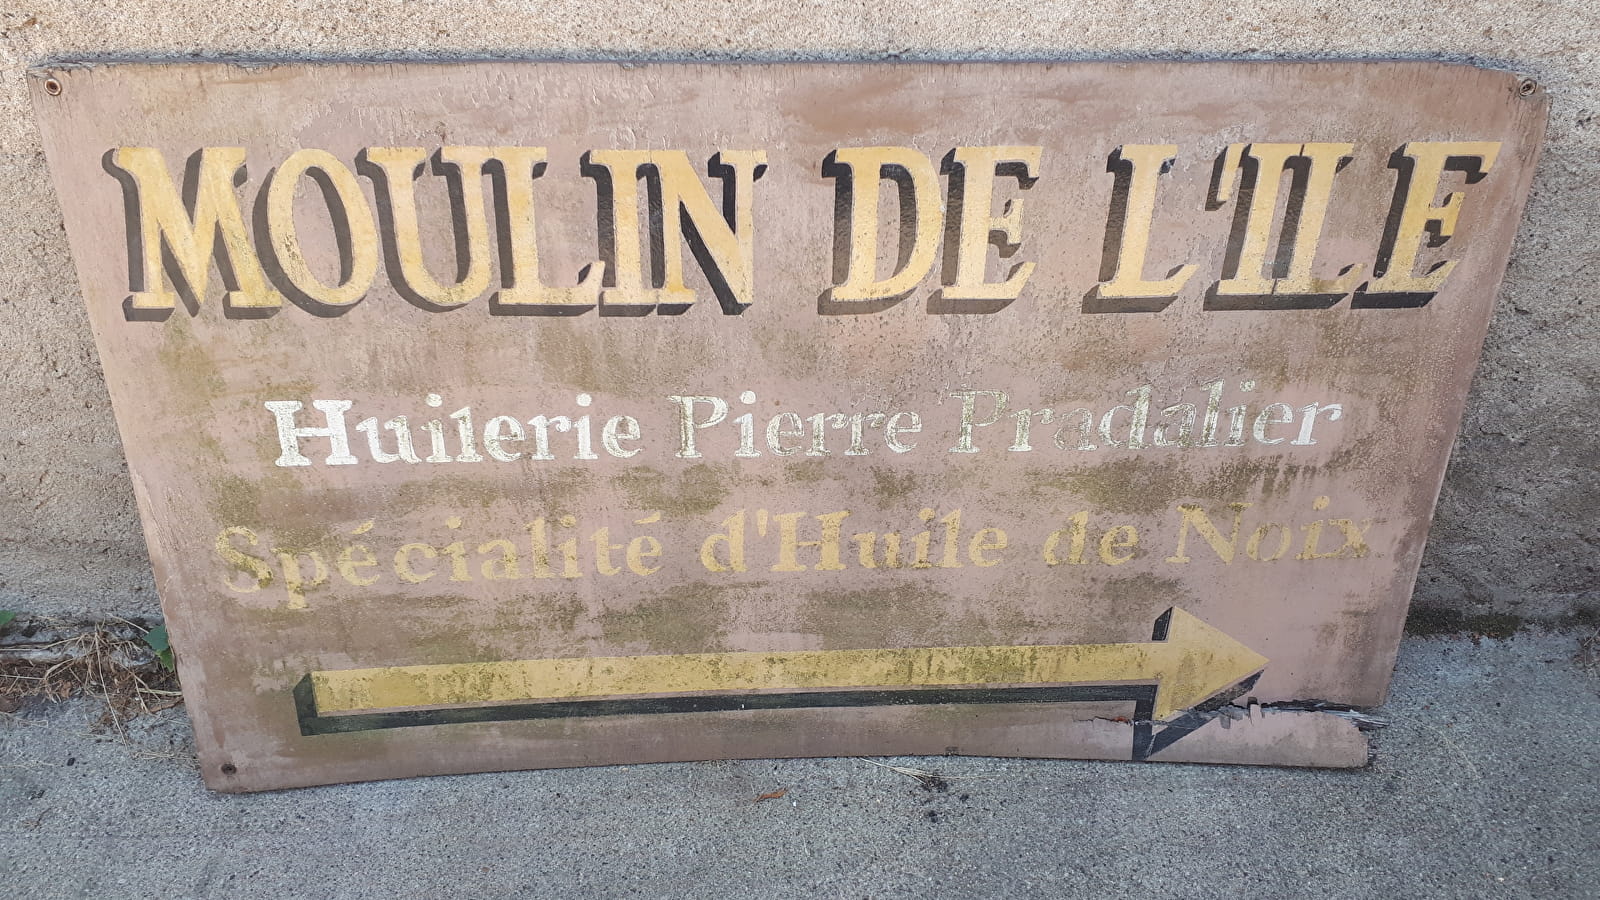 MOULIN DE L'ILE
Huilerie Pierre Pradalier
Spécialité d'Huile de Noix